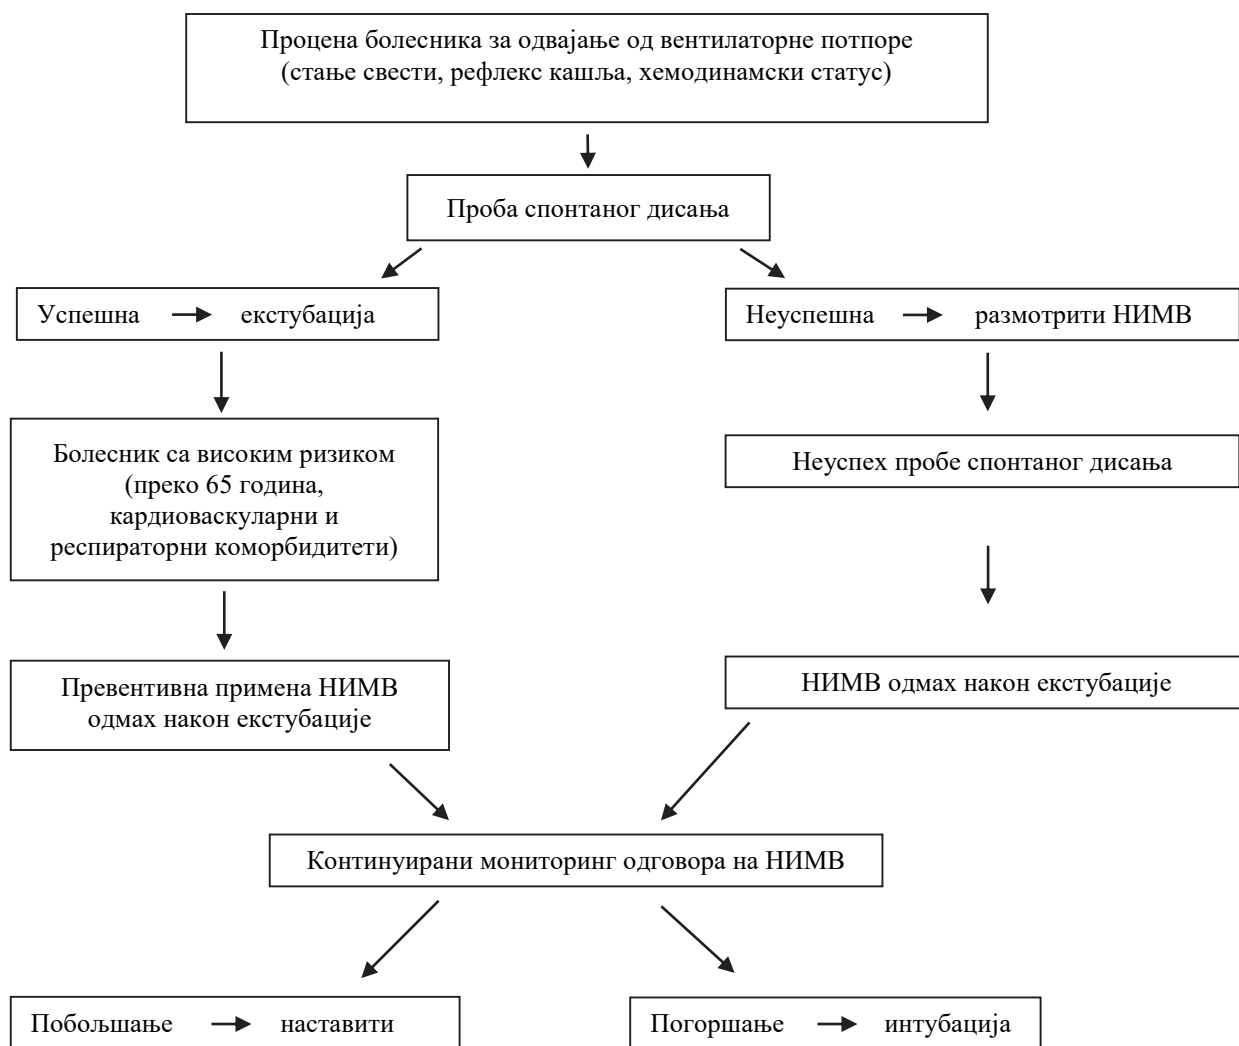 Процена болесника за одвајање од вентилаторне потпоре
(стање свести, рефлекс кашља, хемодинамски статус)
Проба спонтаног дисања
Успешна → екстубација
Неуспешна → размотрити НИМВ
Болесник са високим ризиком
(преко 65 година,
кардиоваскуларни и
респираторни коморбидитети)
Неуспех пробе спонтаног дисања
Превентивна примена НИМВ
одмах након екстубације
НИМВ одмах након екстубације
Континуирани мониторинг одговора на НИМВ
Побољшање → наставити
Погоршање → интубација